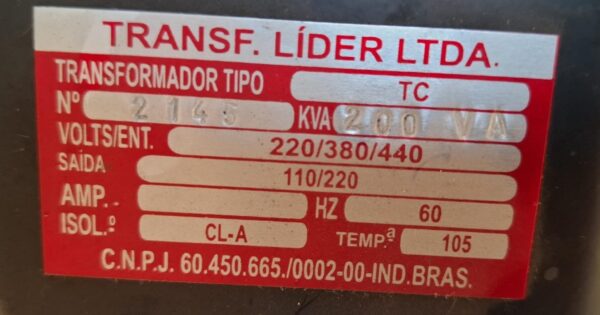 TRANSF. LÍDER LTDA.
TRANSFORMADOR TIPO TC
Nº 2145 KVA 200 VA
VOLTS/ENT. 220/380/440
SAÍDA 110/220
AMP. HZ 60
ISOL.º CL-A TEMP.ª 105
C.N.P.J. 60.450.665./0002-00-IND.BRAS.